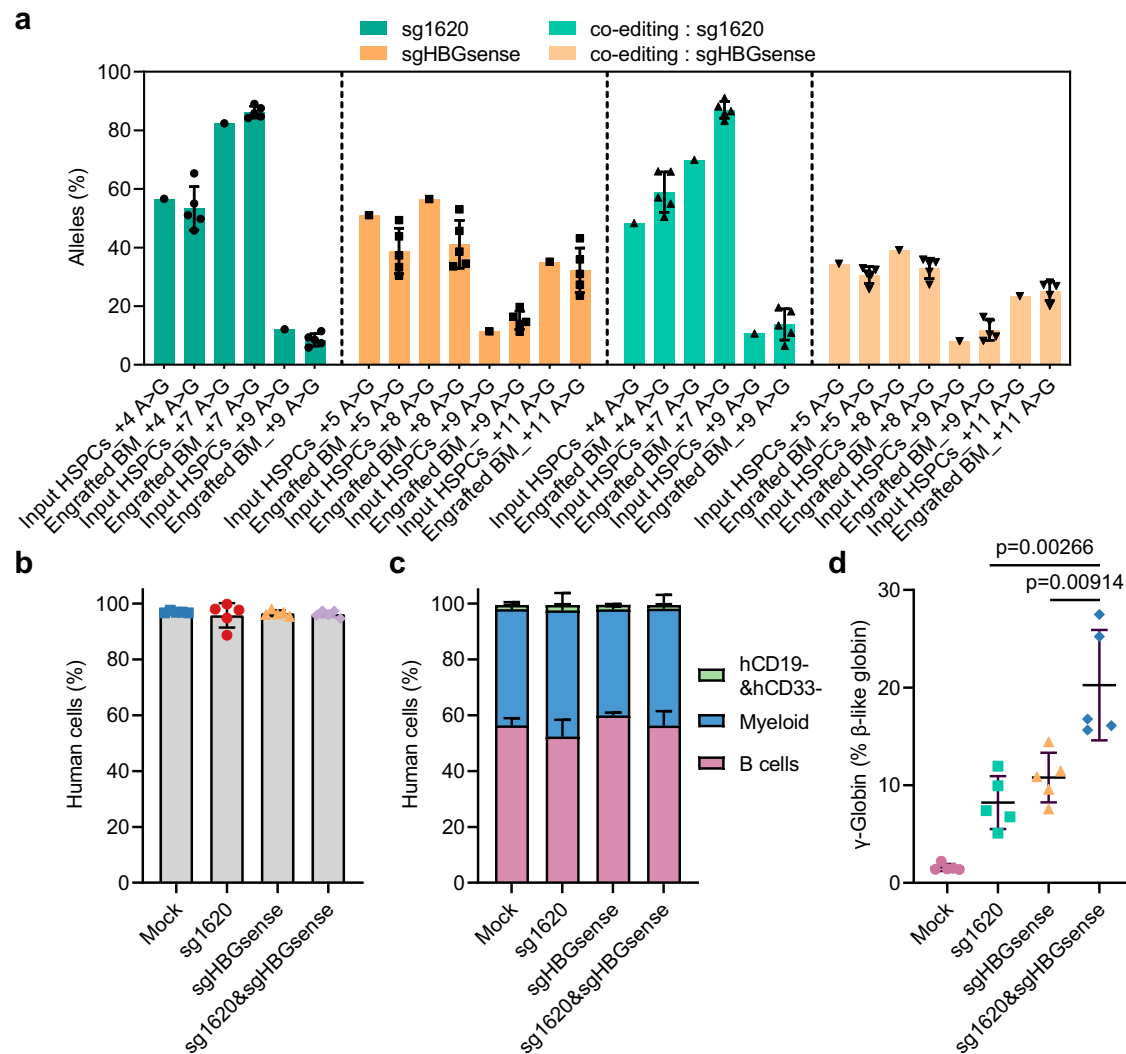 a
sg1620
co-editing : sg1620
sgHBGsense
co-editing : sgHBGsense
Alleles (%)
100
80
60
40
20
0
Input HSPCs_+4 A>G
Engrafted BM_+4 A>G
Input HSPCs_+7 A>G
Engrafted BM_+7 A>G
Input HSPCs_+9 A>G
Engrafted BM_+9 A>G
Input HSPCs_+5 A>G
Engrafted BM_+5 A>G
Input HSPCs_+8 A>G
Engrafted BM_+8 A>G
Input HSPCs_+9 A>G
Engrafted BM_+9 A>G
Input HSPCs_+11 A>G
Engrafted BM_+11 A>G
Input HSPCs_+4 A>G
Engrafted BM_+4 A>G
Input HSPCs_+7 A>G
Engrafted BM_+7 A>G
Input HSPCs_+9 A>G
Engrafted BM_+9 A>G
Input HSPCs_+5 A>G
Engrafted BM_+5 A>G
Input HSPCs_+8 A>G
Engrafted BM_+8 A>G
Input HSPCs_+9 A>G
Engrafted BM_+9 A>G
Input HSPCs_+11 A>G
Engrafted BM_+11 A>G
b
Human cells (%)
100
80
60
40
20
0
Mock
sg1620
sgHBGsense
sg1620&sgHBGsense
c
Human cells (%)
100
80
60
40
20
0
Mock
sg1620
sgHBGsense
sg1620&sgHBGsense
hCD19-
&hCD33-
Myeloid
B cells
d
p=0.00266
p=0.00914
γ-Globin (% β-like globin)
30
20
10
0
Mock
sg1620
sgHBGsense
sg1620&sgHBGsense